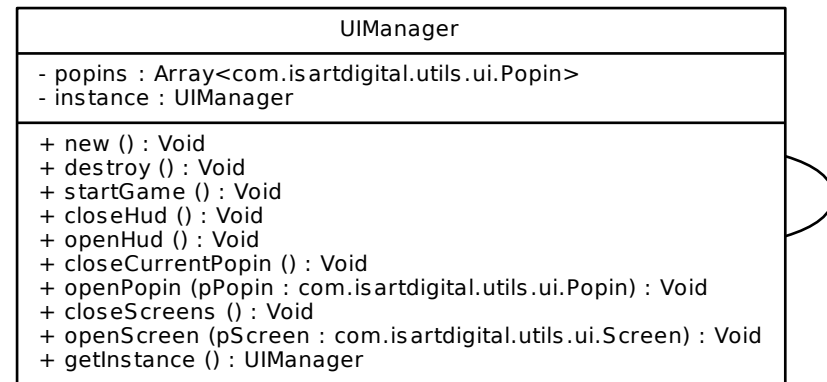 UIManager
- popins : Array<com.isartdigital.utils.ui.Popin>
- instance : UIManager
+ new () : Void
+ destroy () : Void
+ startGame () : Void
+ closeHud () : Void
+ openHud () : Void
+ closeCurrentPopin () : Void
+ openPopin (pPopin : com.isartdigital.utils.ui.Popin) : Void
+ closeScreens () : Void
+ openScreen (pScreen : com.isartdigital.utils.ui.Screen) : Void
+ getInstance () : UIManager